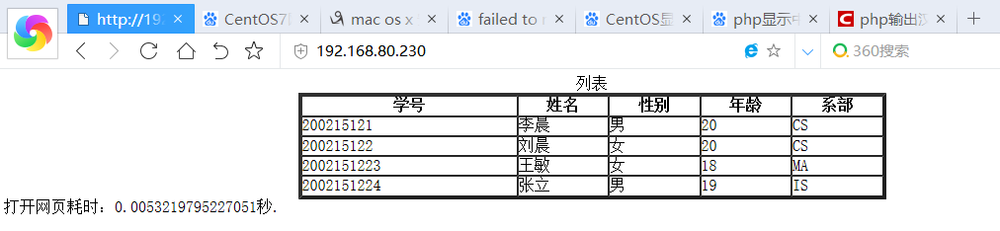 http://19
CentOS7
mac os x
failed to r
CentOS显
php显示中
php输出汉
192.168.80.230
360搜索
列表
学号 姓名 性别 年龄 系部
200215121 李晨 男 20 CS
200215122 刘晨 女 20 CS
2002151223 王敏 女 18 MA
2002151224 张立 男 19 IS
打开网页耗时：0.0053219795227051秒.